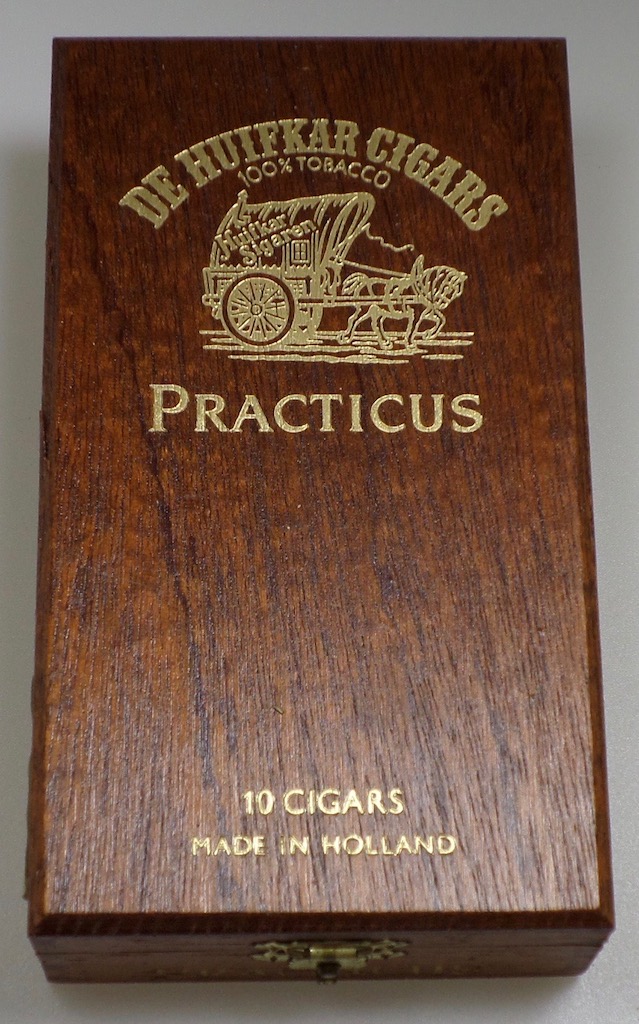 DE HUIFKAR CIGARS
100% TOBACCO
Huifkar
Sigaren
PRACTICUS
10 CIGARS
MADE IN HOLLAND